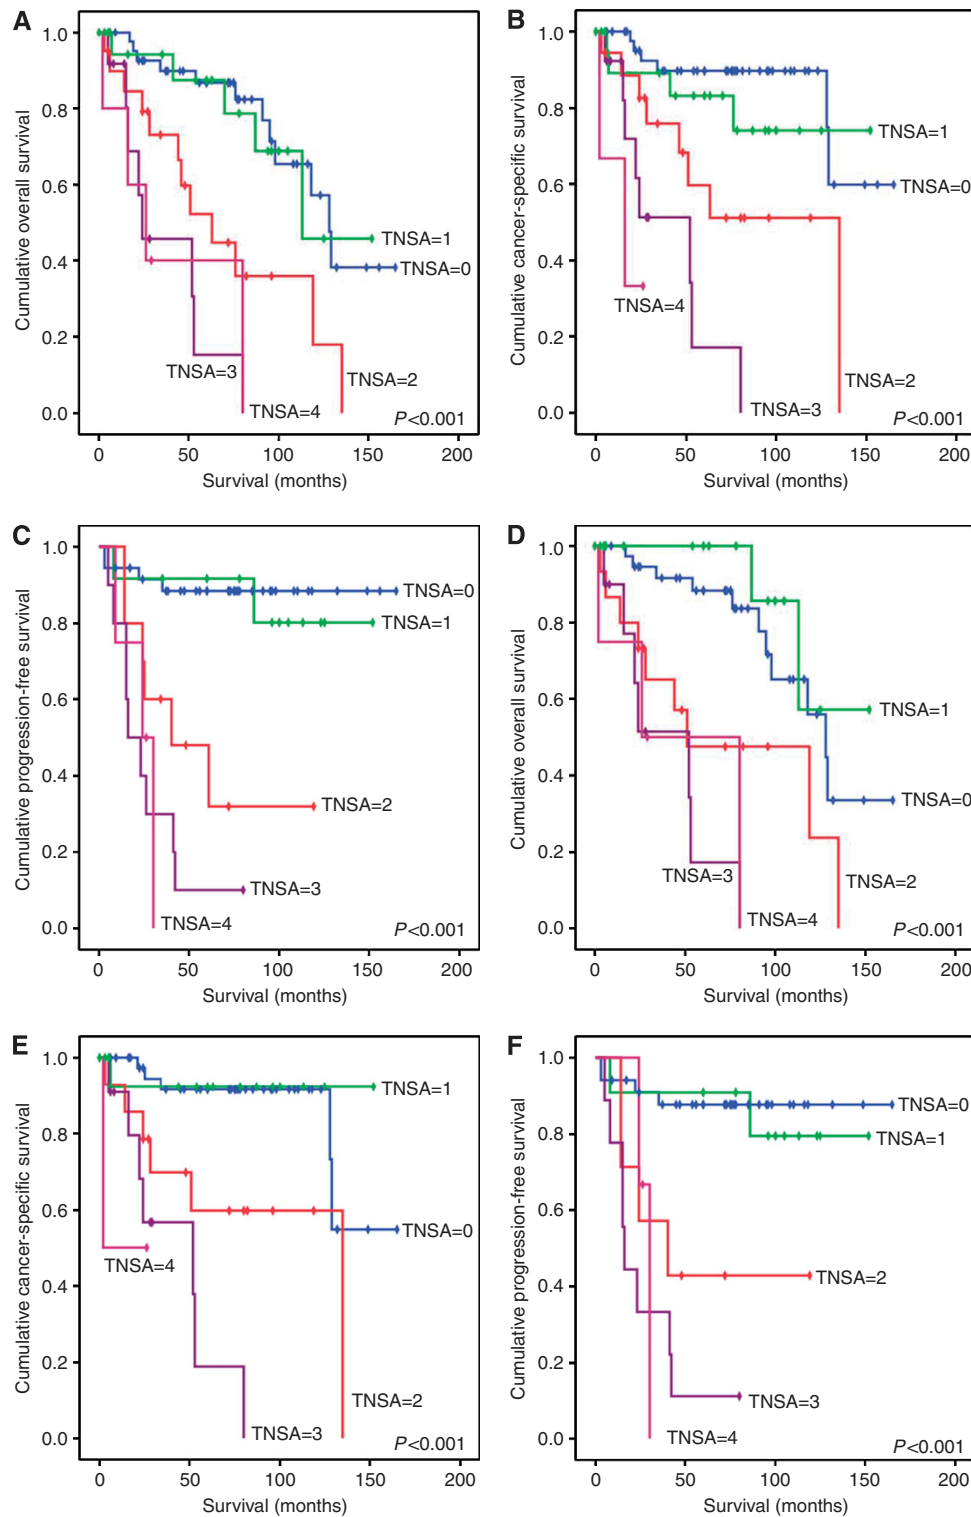 A
Cumulative overall survival
1.0
0.8
0.6
0.4
0.2
0.0
TNSA=1
TNSA=0
TNSA=3
TNSA=2
TNSA=4
P<0.001
0 50 100 150 200
Survival (months)
B
Cumulative cancer-specific survival
1.0
0.8
0.6
0.4
0.2
0.0
TNSA=1
TNSA=0
TNSA=4
TNSA=2
TNSA=3
P<0.001
0 50 100 150 200
Survival (months)
C
Cumulative progression-free survival
1.0
0.8
0.6
0.4
0.2
0.0
TNSA=0
TNSA=1
TNSA=2
TNSA=3
TNSA=4
P<0.001
0 50 100 150 200
Survival (months)
D
Cumulative overall survival
1.0
0.8
0.6
0.4
0.2
0.0
TNSA=1
TNSA=0
TNSA=3
TNSA=2
TNSA=4
P<0.001
0 50 100 150 200
Survival (months)
E
Cumulative cancer-specific survival
1.0
0.8
0.6
0.4
0.2
0.0
TNSA=1
TNSA=0
TNSA=4
TNSA=2
TNSA=3
P<0.001
0 50 100 150 200
Survival (months)
F
Cumulative progression-free survival
1.0
0.8
0.6
0.4
0.2
0.0
TNSA=0
TNSA=1
TNSA=2
TNSA=3
TNSA=4
P<0.001
0 50 100 150 200
Survival (months)